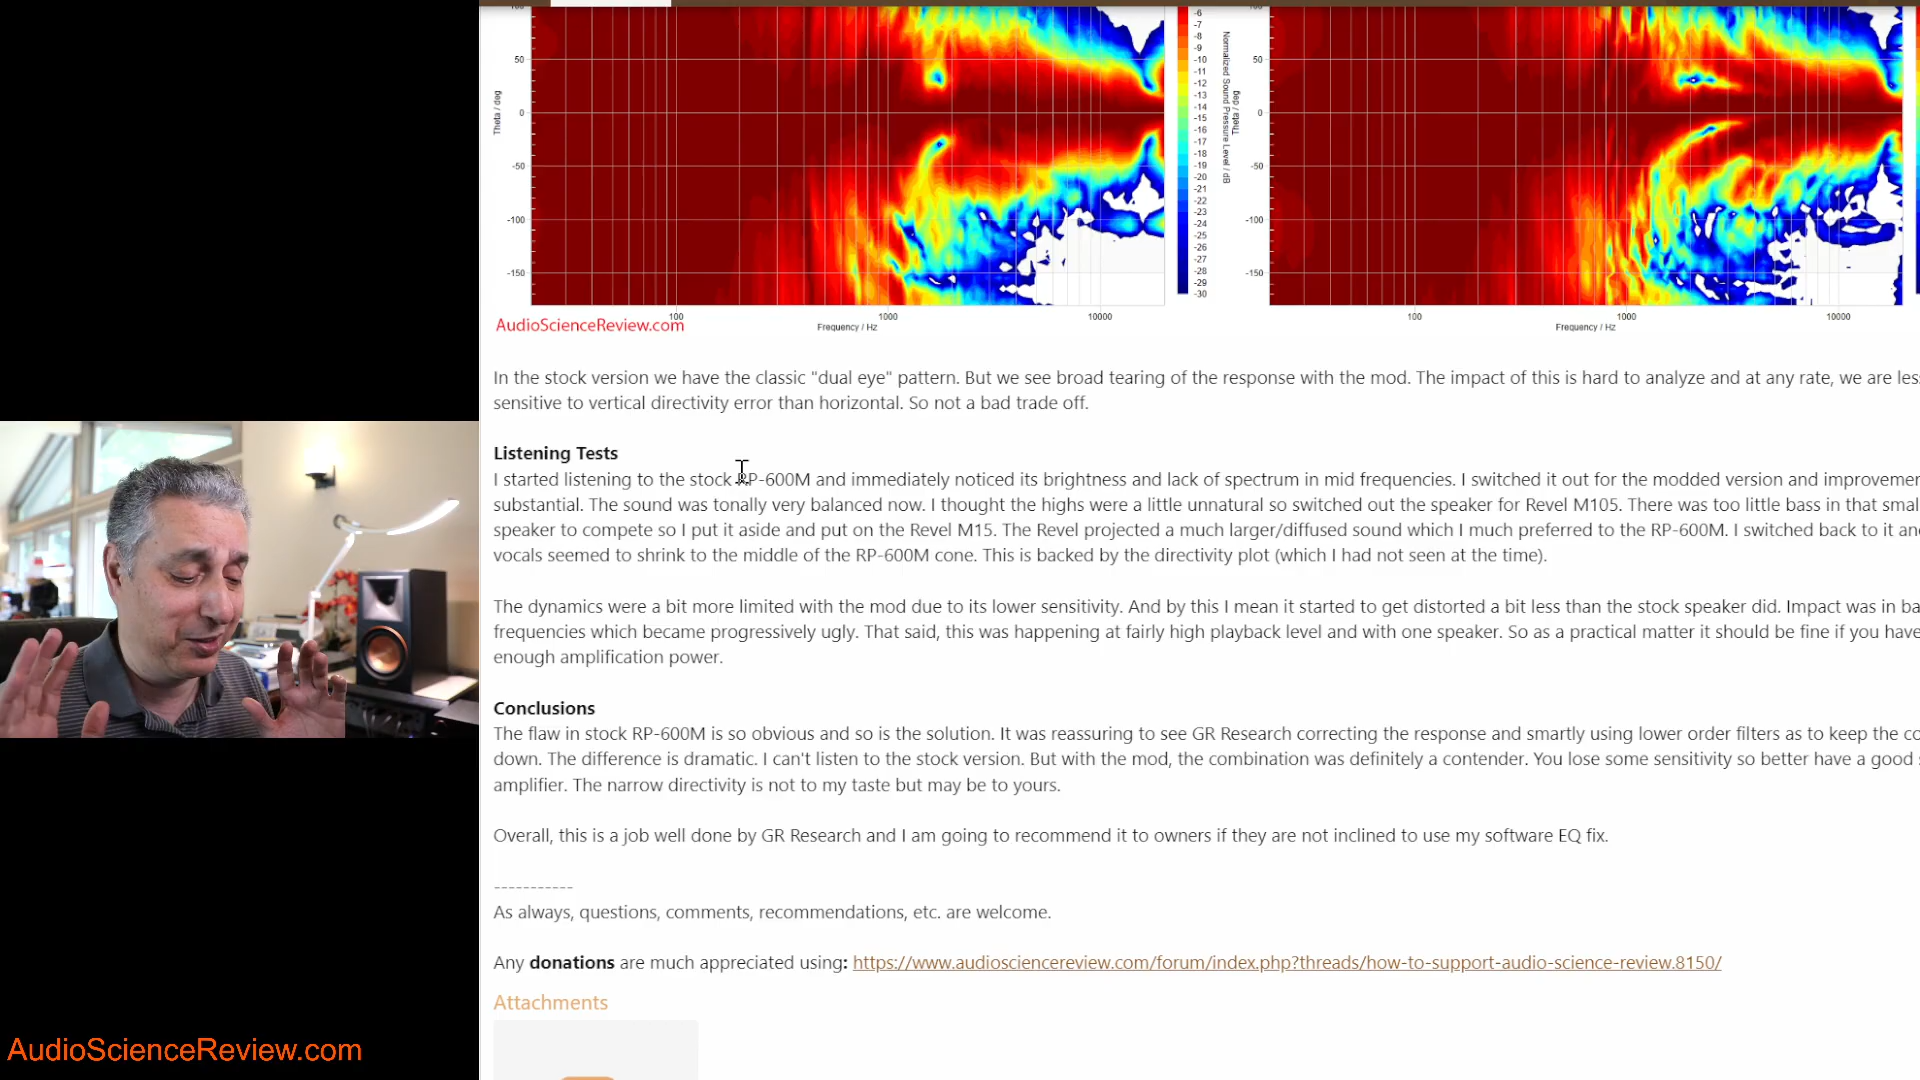 50
0
-50
-100
-150
Theta / deg
100
1000
10000
Frequency / Hz
AudioScienceReview.com
-6
-7
-8
-9
-10
-11
-12
-13
-14
-15
-16
-17
-18
-19
-20
-21
-22
-23
-24
-25
-26
-27
-28
-29
-30
Normalized Sound Pressure Level / dB
Theta / deg
50
0
-50
-100
-150
100
1000
10000
Frequency / Hz
In the stock version we have the classic "dual eye" pattern. But we see broad tearing of the response with the mod. The impact of this is hard to analyze and at any rate, we are les
sensitive to vertical directivity error than horizontal. So not a bad trade off.
Listening Tests
I started listening to the stock RP-600M and immediately noticed its brightness and lack of spectrum in mid frequencies. I switched it out for the modded version and improvemer
substantial. The sound was tonally very balanced now. I thought the highs were a little unnatural so switched out the speaker for Revel M105. There was too little bass in that smal
speaker to compete so I put it aside and put on the Revel M15. The Revel projected a much larger/diffused sound which I much preferred to the RP-600M. I switched back to it and
vocals seemed to shrink to the middle of the RP-600M cone. This is backed by the directivity plot (which I had not seen at the time).
The dynamics were a bit more limited with the mod due to its lower sensitivity. And by this I mean it started to get distorted a bit less than the stock speaker did. Impact was in ba
frequencies which became progressively ugly. That said, this was happening at fairly high playback level and with one speaker. So as a practical matter it should be fine if you have
enough amplification power.
Conclusions
The flaw in stock RP-600M is so obvious and so is the solution. It was reassuring to see GR Research correcting the response and smartly using lower order filters as to keep the co
down. The difference is dramatic. I can't listen to the stock version. But with the mod, the combination was definitely a contender. You lose some sensitivity so better have a good
amplifier. The narrow directivity is not to my taste but may be to yours.
Overall, this is a job well done by GR Research and I am going to recommend it to owners if they are not inclined to use my software EQ fix.
-----------
As always, questions, comments, recommendations, etc. are welcome.
Any donations are much appreciated using: https://www.audiosciencereview.com/forum/index.php?threads/how-to-support-audio-science-review.8150/
Attachments
AudioScienceReview.com